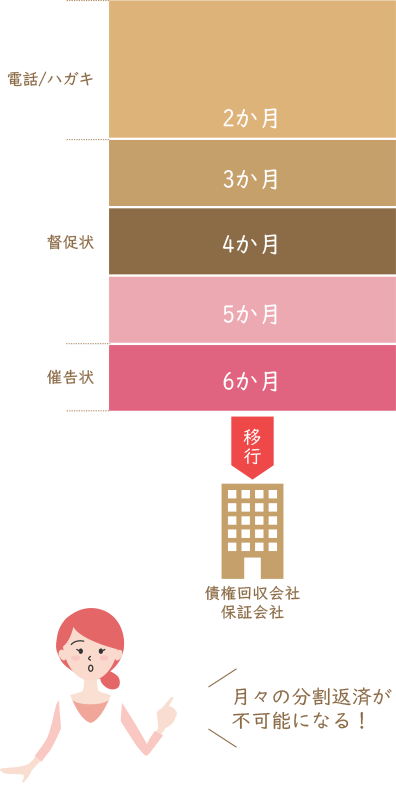 電話/ハガキ
2か月
3か月
督促状
4か月
5か月
催告状
6か月
移行
債権回収会社
保証会社
月々の分割返済が
不可能になる！